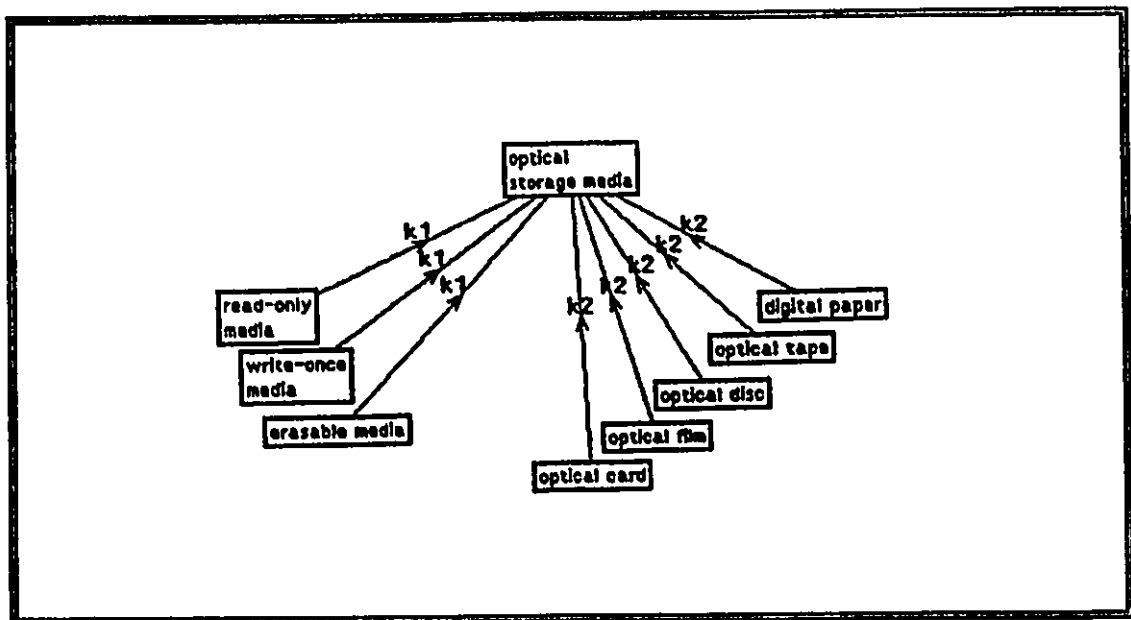 optical
storage media
k1
k1
k1
k2
k2
k2
k2
k2
read-only
media
write-once
media
erasable media
digital paper
optical tape
optical disc
optical film
optical card